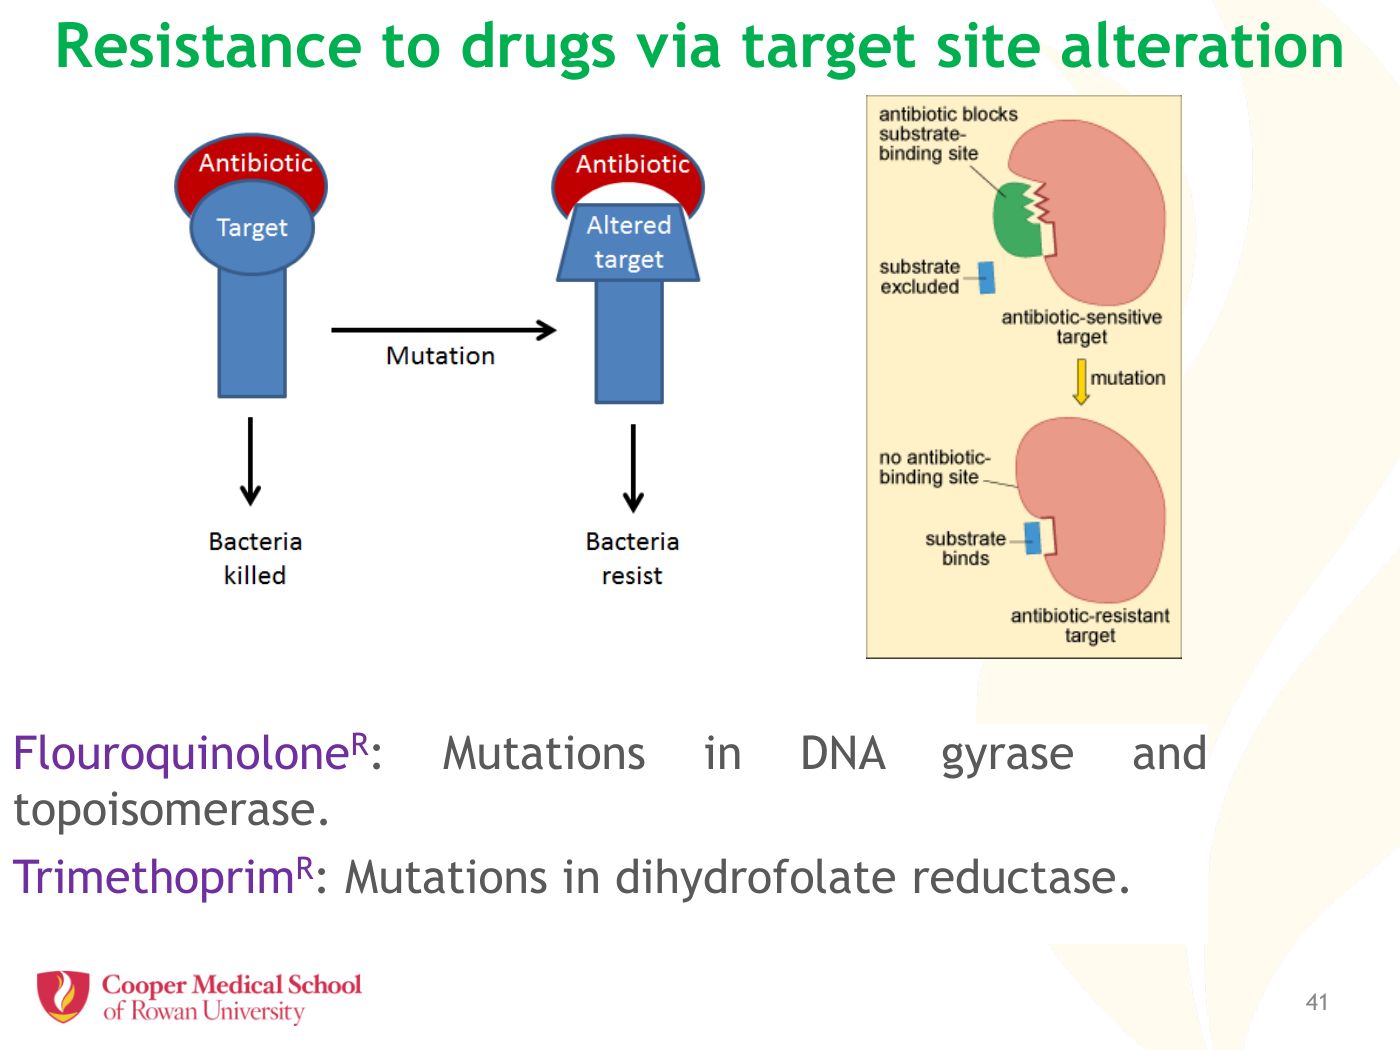 Resistance to drugs via target site alteration
Antibiotic
Target
Mutation
Bacteria
killed
Antibiotic
Altered
target
Bacteria
resist
antibiotic blocks
substrate-
binding site
substrate
excluded
antibiotic-sensitive
target
mutation
no antibiotic-
binding site
substrate
binds
antibiotic-resistant
target
Flouroquinoloneᴿ: Mutations in DNA gyrase and
topoisomerase.
Trimethoprimᴿ: Mutations in dihydrofolate reductase.
Cooper Medical School
of Rowan University
41